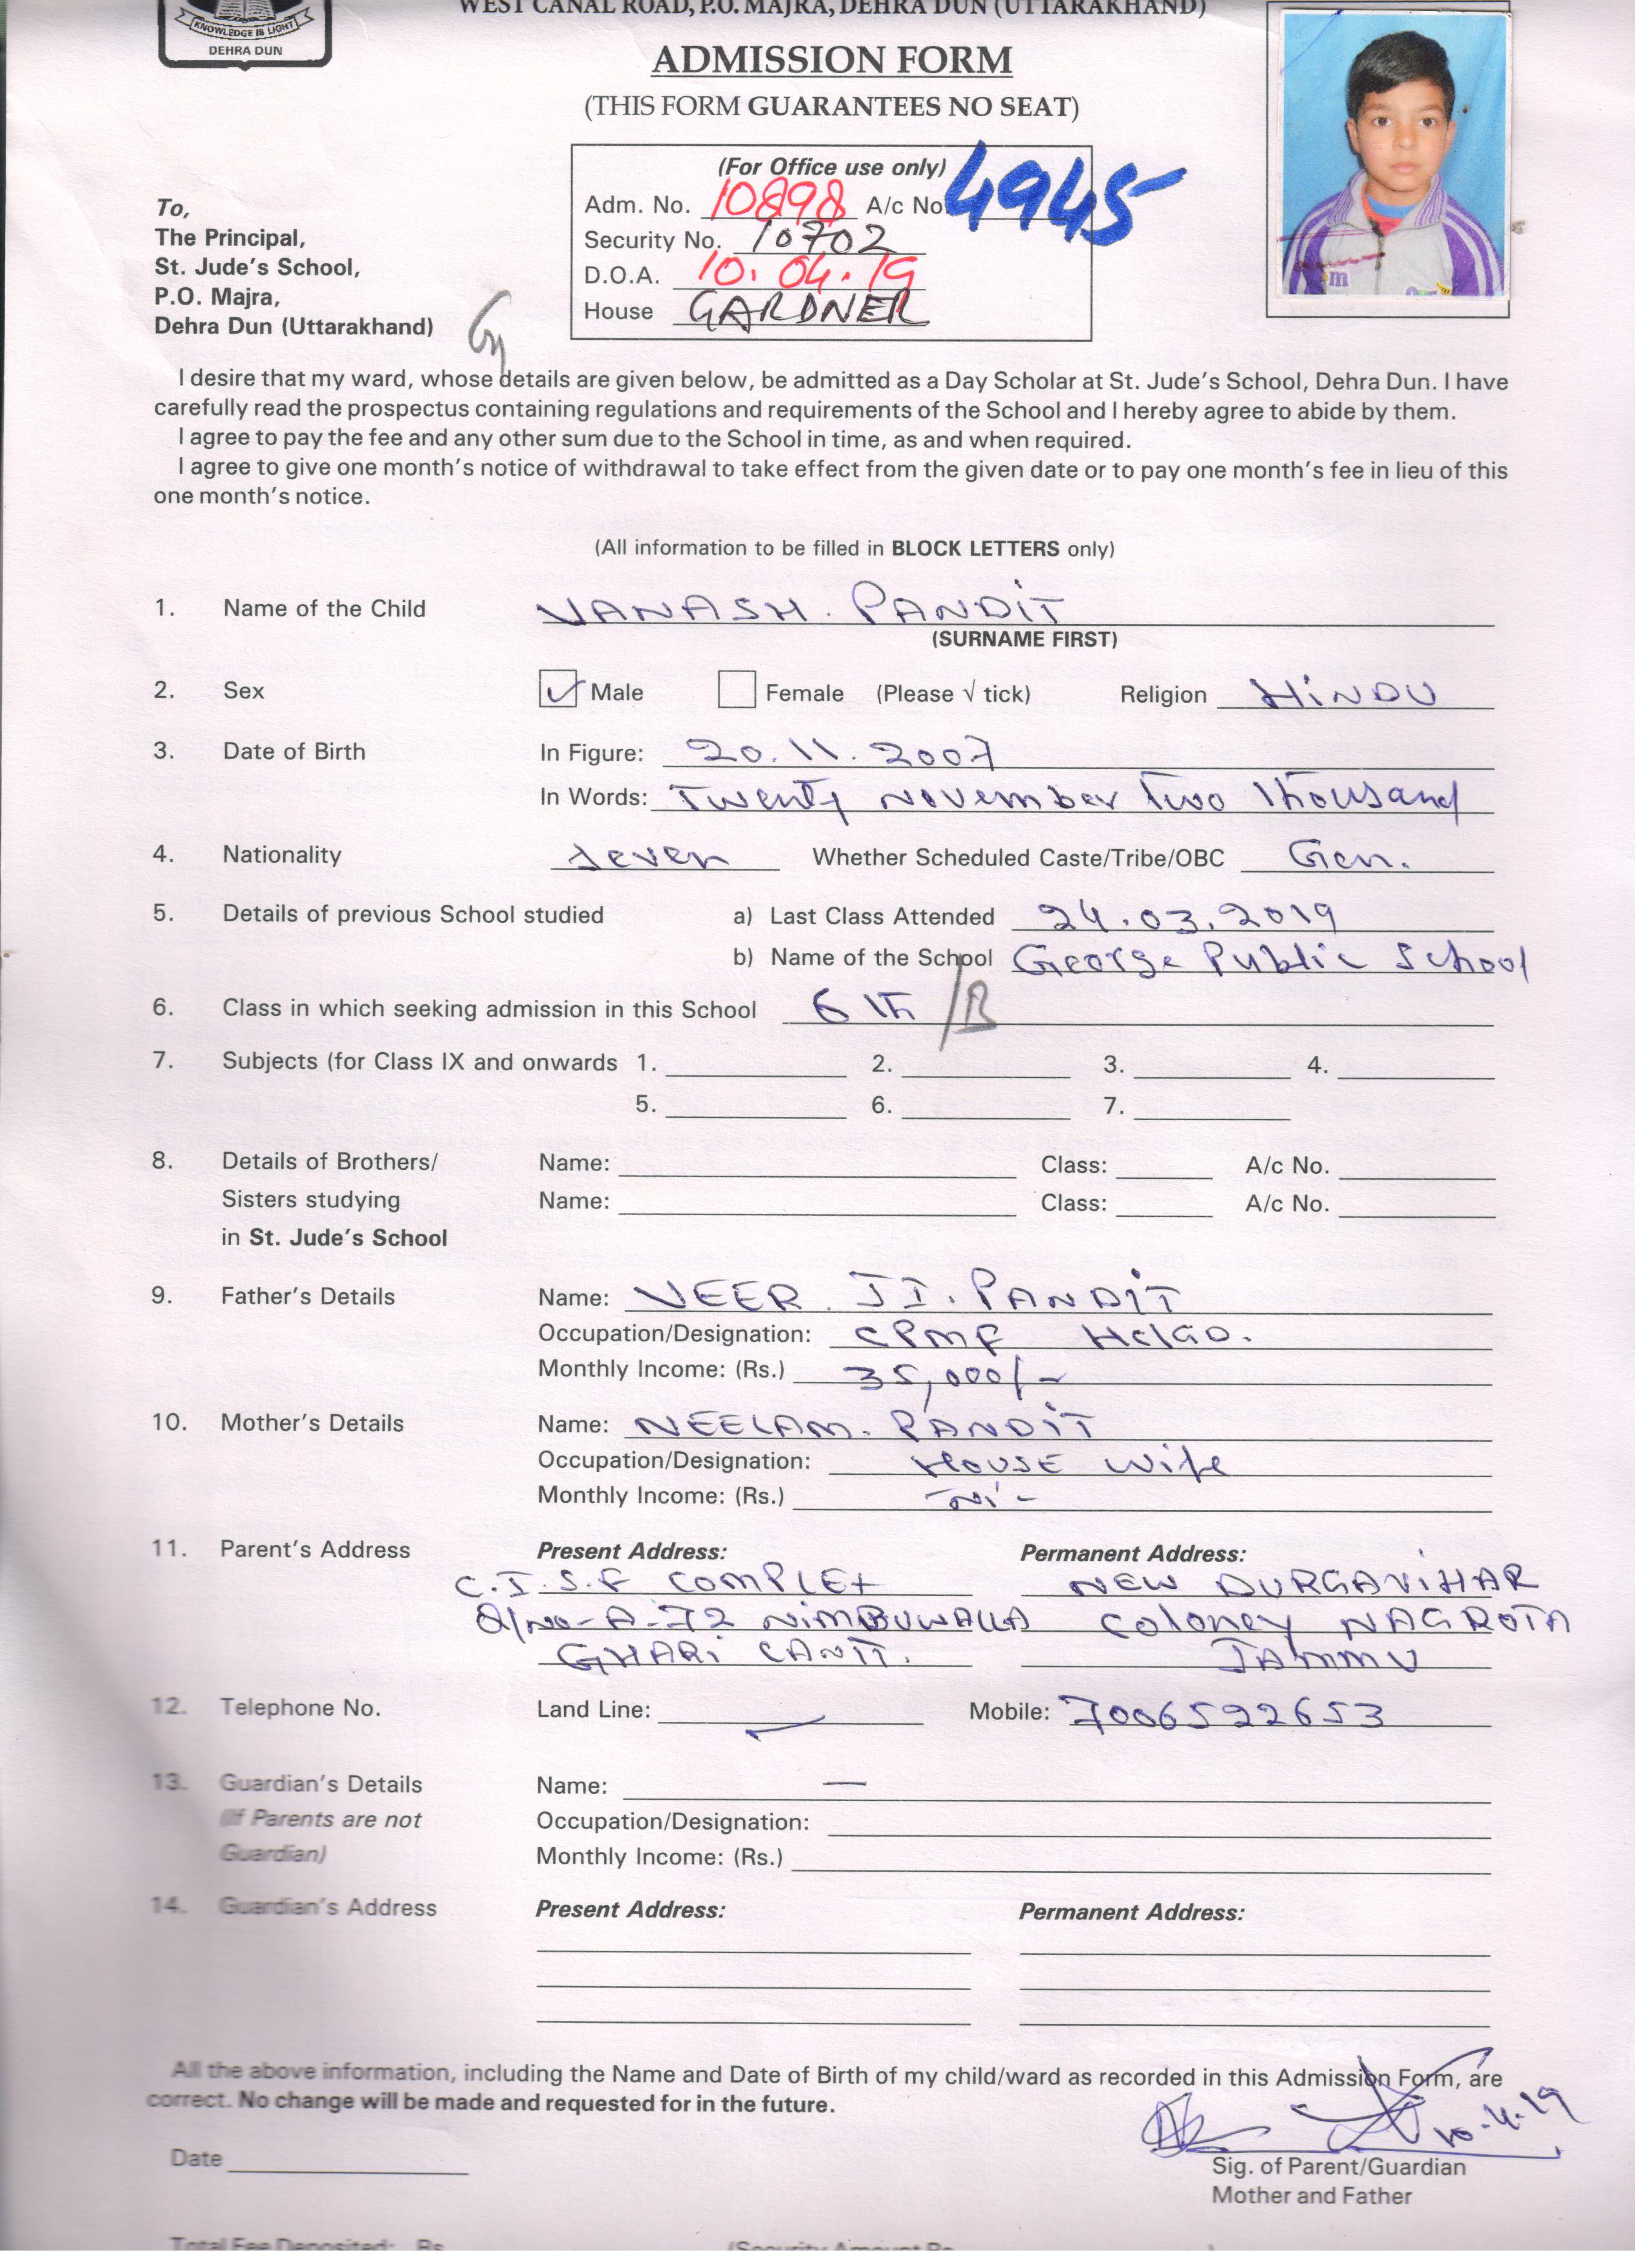 WEST CANAL ROAD, P.O. MAJRA, DEHRA DUN (UTTARAKHAND)
KNOWLEDGE IS LIGHT
DEHRA DUN
ADMISSION FORM
(THIS FORM GUARANTEES NO SEAT)
(For Office use only)
Adm. No. 10898 A/c No. 4945
Security No. 10702
D.O.A. 10.04.19
House GARDNER
To,
The Principal,
St. Jude's School,
P.O. Majra,
Dehra Dun (Uttarakhand)
I desire that my ward, whose details are given below, be admitted as a Day Scholar at St. Jude's School, Dehra Dun. I have
carefully read the prospectus containing regulations and requirements of the School and I hereby agree to abide by them.
I agree to pay the fee and any other sum due to the School in time, as and when required.
I agree to give one month's notice of withdrawal to take effect from the given date or to pay one month's fee in lieu of this
one month's notice.
(All information to be filled in BLOCK LETTERS only)
1. Name of the Child VANASH. PANDIT
(SURNAME FIRST)
2. Sex Male Female (Please √ tick) Religion HINDU
3. Date of Birth In Figure: 20.11.2007
In Words: Twenty November Two Thousand
4. Nationality seven Whether Scheduled Caste/Tribe/OBC Gen.
5. Details of previous School studied a) Last Class Attended 24.03.2019
b) Name of the School George Public School
6. Class in which seeking admission in this School 6th /B
7. Subjects (for Class IX and onwards 1. 2. 3. 4.
5. 6. 7.
8. Details of Brothers/ Name: Class: A/c No.
Sisters studying Name: Class: A/c No.
in St. Jude's School
9. Father's Details Name: VEER JI. PANDIT
Occupation/Designation: CPMF
Monthly Income: (Rs.) 35,000/-
10. Mother's Details Name: NEELAM. PANDIT
Occupation/Designation: HOUSE Wife
Monthly Income: (Rs.)
11. Parent's Address Present Address: Permanent Address:
C.I.S.F COMPLEX NEW DURGAVIHAR
Q/No-A-72 NIMBUWALLA Coloney NAGROTA
GHARI CANTT. JAMMU
12. Telephone No. Land Line: Mobile: 7006522653
13. Guardian's Details Name: —
(If Parents are not Occupation/Designation:
Guardian) Monthly Income: (Rs.)
14. Guardian's Address Present Address: Permanent Address:
All the above information, including the Name and Date of Birth of my child/ward as recorded in this Admission Form, are
correct. No change will be made and requested for in the future.
10-4-19
Date
Sig. of Parent/Guardian
Mother and Father
Total Fee Deposited: Rs.